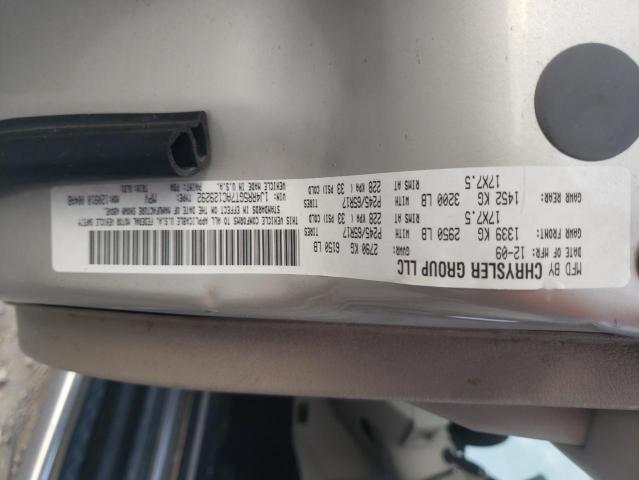 MFD BY CHRYSLER GROUP LLC
DATE OF MFR: 12-09 GVWR: 2790 KG 6150 LB
GAWR FRONT: 1339 KG 2950 LB WITH TIRES P245/65R17
17X7.5 RIMS AT 228 KPA ( 33 PSI COLD
GAWR REAR: 1452 KG 3200 LB WITH TIRES P245/65R17
17X7.5 RIMS AT 228 KPA ( 33 PSI COLD
THIS VEHICLE CONFORMS TO ALL APPLICABLE U.S.A. FEDERAL MOTOR VEHICLE SAFETY
STANDARDS IN EFFECT ON THE DATE OF MANUFACTURE SHOWN ABOVE.
VIN: TYPE: MPV
VEHICLE MADE IN U.S.A. PAINT: